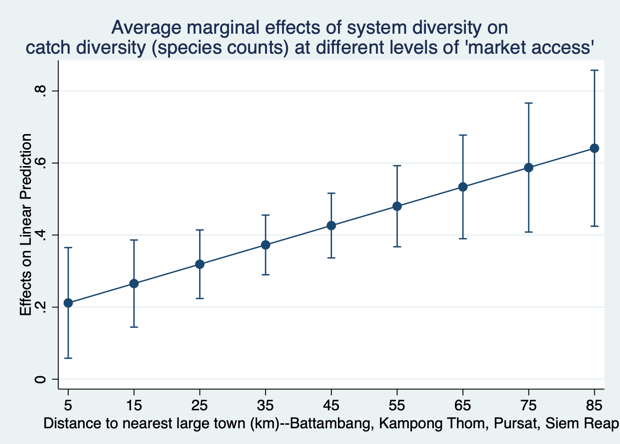 Average marginal effects of system diversity on
catch diversity (species counts) at different levels of 'market access'
Effects on Linear Prediction
.8
.6
.4
.2
0
5 15 25 35 45 55 65 75 85
Distance to nearest large town (km)--Battambang, Kampong Thom, Pursat, Siem Reap